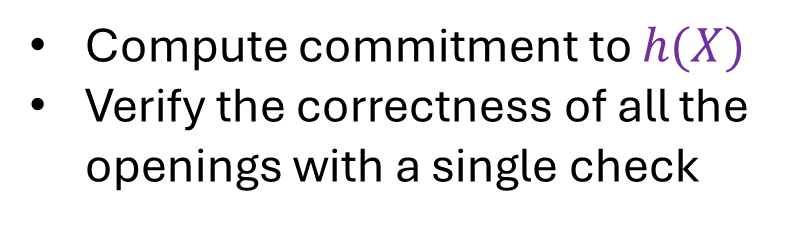 • Compute commitment to h(X)
• Verify the correctness of all the
openings with a single check